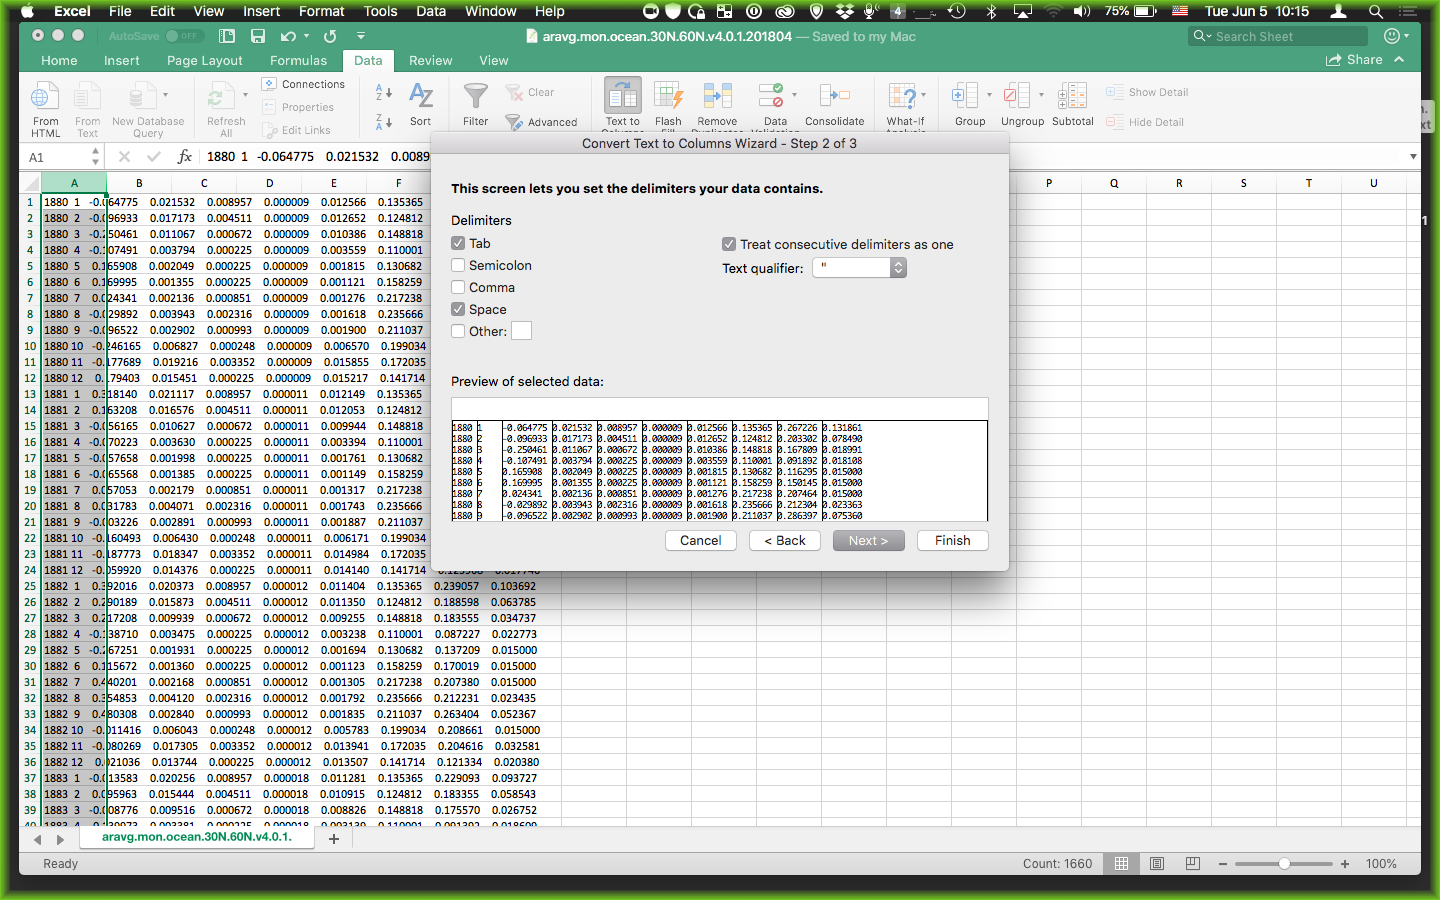 Excel File Edit View Insert Format Tools Data Window Help 4 75% Tue Jun 5 10:15
AutoSave OFF aravg.mon.ocean.30N.60N.v4.0.1.201804 — Saved to my Mac Search Sheet
Home Insert Page Layout Formulas Data Review View Share
Connections
Properties
Edit Links
From HTML
From Text
New Database Query
Refresh All
Sort
Filter
Clear
Advanced
Text to
Flash
Remove
Data
Consolidate
What-If
Group
Ungroup
Subtotal
Show Detail
Hide Detail
A1 fx 1880 1 -0.064775 0.021532 0.0089
Convert Text to Columns Wizard - Step 2 of 3
This screen lets you set the delimiters your data contains.
Delimiters
Tab
Semicolon
Comma
Space
Other:
Treat consecutive delimiters as one
Text qualifier: "
Preview of selected data:
1880 1 -0.064775 0.021532 0.008957 0.000009 0.012566 0.135365 0.267226 0.131861
1880 2 -0.096933 0.017173 0.004511 0.000009 0.012652 0.124812 0.203302 0.078490
1880 3 -0.250461 0.011067 0.000672 0.000009 0.010386 0.148818 0.167809 0.018991
1880 4 -0.107491 0.003794 0.000225 0.000009 0.003559 0.110001 0.091892 0.018108
1880 5 0.165908 0.002049 0.000225 0.000009 0.001815 0.130682 0.116295 0.015000
1880 6 0.169995 0.001355 0.000225 0.000009 0.001121 0.158259 0.150145 0.015000
1880 7 0.024341 0.002136 0.000851 0.000009 0.001276 0.217238 0.207464 0.015000
1880 8 -0.029892 0.003943 0.002316 0.000009 0.001618 0.235666 0.212304 0.023363
1880 9 -0.096522 0.002902 0.000993 0.000009 0.001900 0.211037 0.286397 0.075360
Cancel < Back Next > Finish
A B C D E F P Q R S T U
1 1880 1 -0.064775 0.021532 0.008957 0.000009 0.012566 0.135365
2 1880 2 -0.096933 0.017173 0.004511 0.000009 0.012652 0.124812
3 1880 3 -0.250461 0.011067 0.000672 0.000009 0.010386 0.148818
4 1880 4 -0.107491 0.003794 0.000225 0.000009 0.003559 0.110001
5 1880 5 0.165908 0.002049 0.000225 0.000009 0.001815 0.130682
6 1880 6 0.169995 0.001355 0.000225 0.000009 0.001121 0.158259
7 1880 7 0.024341 0.002136 0.000851 0.000009 0.001276 0.217238
8 1880 8 -0.029892 0.003943 0.002316 0.000009 0.001618 0.235666
9 1880 9 -0.096522 0.002902 0.000993 0.000009 0.001900 0.211037
10 1880 10 -0.246165 0.006827 0.000248 0.000009 0.006570 0.199034
11 1880 11 -0.177689 0.019216 0.003352 0.000009 0.015855 0.172035
12 1880 12 0.179403 0.015451 0.000225 0.000009 0.015217 0.141714
13 1881 1 0.318140 0.021117 0.008957 0.000011 0.012149 0.135365
14 1881 2 0.163208 0.016576 0.004511 0.000011 0.012053 0.124812
15 1881 3 -0.056165 0.010627 0.000672 0.000011 0.009944 0.148818
16 1881 4 -0.070223 0.003630 0.000225 0.000011 0.003394 0.110001
17 1881 5 -0.057658 0.001998 0.000225 0.000011 0.001761 0.130682
18 1881 6 -0.065568 0.001385 0.000225 0.000011 0.001149 0.158259
19 1881 7 0.057053 0.002179 0.000851 0.000011 0.001317 0.217238
20 1881 8 0.031783 0.004071 0.002316 0.000011 0.001743 0.235666
21 1881 9 -0.003226 0.002891 0.000993 0.000011 0.001887 0.211037
22 1881 10 -0.160493 0.006430 0.000248 0.000011 0.006171 0.199034
23 1881 11 -0.187773 0.018347 0.003352 0.000011 0.014984 0.172035
24 1881 12 -0.059920 0.014376 0.000225 0.000011 0.014140 0.141714
25 1882 1 0.392016 0.020373 0.008957 0.000012 0.011404 0.135365 0.239057 0.103692
26 1882 2 0.290189 0.015873 0.004511 0.000012 0.011350 0.124812 0.188598 0.063785
27 1882 3 0.217208 0.009939 0.000672 0.000012 0.009255 0.148818 0.183555 0.034737
28 1882 4 -0.138710 0.003475 0.000225 0.000012 0.003238 0.110001 0.087227 0.022773
29 1882 5 -0.267251 0.001931 0.000225 0.000012 0.001694 0.130682 0.137209 0.015000
30 1882 6 0.115672 0.001360 0.000225 0.000012 0.001123 0.158259 0.170019 0.015000
31 1882 7 0.440201 0.002168 0.000851 0.000012 0.001305 0.217238 0.207380 0.015000
32 1882 8 0.354853 0.004120 0.002316 0.000012 0.001792 0.235666 0.212231 0.023435
33 1882 9 0.480308 0.002840 0.000993 0.000012 0.001835 0.211037 0.263404 0.052367
34 1882 10 -0.011416 0.006043 0.000248 0.000012 0.005783 0.199034 0.208661 0.015000
35 1882 11 -0.080269 0.017305 0.003352 0.000012 0.013941 0.172035 0.204616 0.032581
36 1882 12 0.021036 0.013744 0.000225 0.000012 0.013507 0.141714 0.121334 0.020380
37 1883 1 -0.013583 0.020256 0.008957 0.000018 0.011281 0.135365 0.229093 0.093727
38 1883 2 0.095963 0.015444 0.004511 0.000018 0.010915 0.124812 0.183355 0.058543
39 1883 3 -0.008776 0.009516 0.000672 0.000018 0.008826 0.148818 0.175570 0.026752
aravg.mon.ocean.30N.60N.v4.0.1. +
Ready Count: 1660 − + 100%